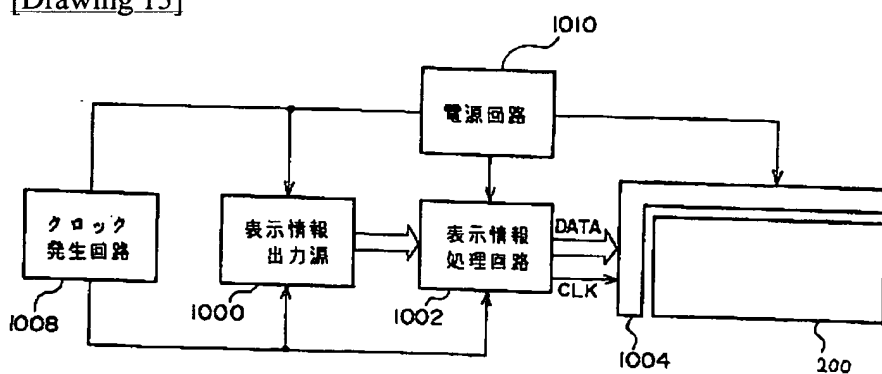 [Drawing 15]
1010
電源回路
クロック
発生回路
表示情報
出力源
表示情報
処理回路
DATA
CLK
1008
1000
1002
1004
200